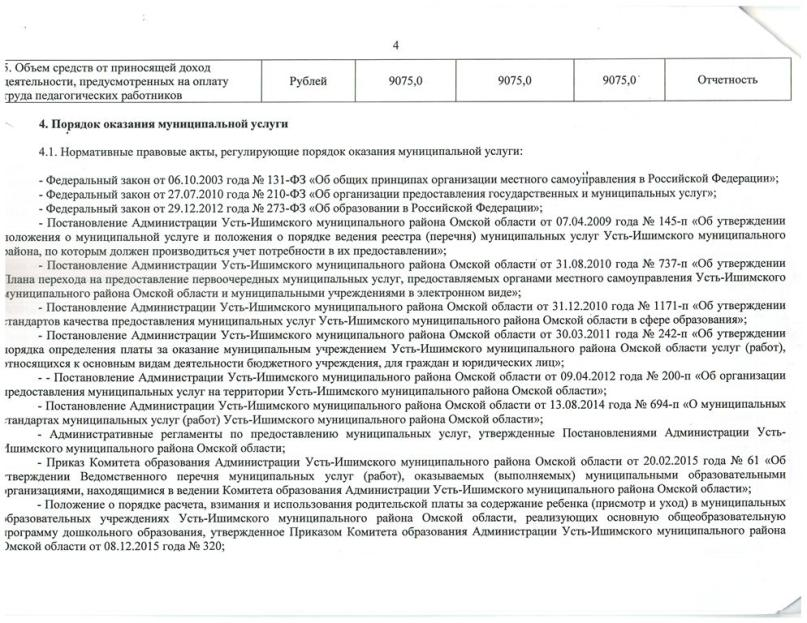 4
5. Объем средств от приносящей доход деятельности, предусмотренных на оплату труда педагогических работников Рублей 9075,0 9075,0 9075,0 Отчетность
4. Порядок оказания муниципальной услуги
4.1. Нормативные правовые акты, регулирующие порядок оказания муниципальной услуги:
- Федеральный закон от 06.10.2003 года № 131-ФЗ «Об общих принципах организации местного самоуправления в Российской Федерации»;
- Федеральный закон от 27.07.2010 года № 210-ФЗ «Об организации предоставления государственных и муниципальных услуг»;
- Федеральный закон от 29.12.2012 года № 273-ФЗ «Об образовании в Российской Федерации»;
- Постановление Администрации Усть-Ишимского муниципального района Омской области от 07.04.2009 года № 145-п «Об утверждении
положения о муниципальной услуге и положения о порядке ведения реестра (перечня) муниципальных услуг Усть-Ишимского муниципального
района, по которым должен производиться учет потребности в их предоставлении»;
- Постановление Администрации Усть-Ишимского муниципального района Омской области от 31.08.2010 года № 737-п «Об утверждении
Плана перехода на предоставление первоочередных муниципальных услуг, предоставляемых органами местного самоуправления Усть-Ишимского
муниципального района Омской области и муниципальными учреждениями в электронном виде»;
- Постановление Администрации Усть-Ишимского муниципального района Омской области от 31.12.2010 года № 1171-п «Об утверждении
стандартов качества предоставления муниципальных услуг Усть-Ишимского муниципального района Омской области в сфере образования»;
- Постановление Администрации Усть-Ишимского муниципального района Омской области от 30.03.2011 года № 242-п «Об утверждении
порядка определения платы за оказание муниципальным учреждением Усть-Ишимского муниципального района Омской области услуг (работ),
относящихся к основным видам деятельности бюджетного учреждения, для граждан и юридических лиц»;
- - Постановление Администрации Усть-Ишимского муниципального района Омской области от 09.04.2012 года № 200-п «Об организации
предоставления муниципальных услуг на территории Усть-Ишимского муниципального района Омской области»;
- Постановление Администрации Усть-Ишимского муниципального района Омской области от 13.08.2014 года № 694-п «О муниципальных
стандартах муниципальных услуг (работ) Усть-Ишимского муниципального района Омской области»;
- Административные регламенты по предоставлению муниципальных услуг, утвержденные Постановлениями Администрации Усть-
Ишимского муниципального района Омской области;
- Приказ Комитета образования Администрации Усть-Ишимского муниципального района Омской области от 20.02.2015 года № 61 «Об
утверждении Ведомственного перечня муниципальных услуг (работ), оказываемых (выполняемых) муниципальными образовательными
организациями, находящимися в ведении Комитета образования Администрации Усть-Ишимского муниципального района Омской области»;
- Положение о порядке расчета, взимания и использования родительской платы за содержание ребенка (присмотр и уход) в муниципальных
образовательных учреждениях Усть-Ишимского муниципального района Омской области, реализующих основную общеобразовательную
программу дошкольного образования, утвержденное Приказом Комитета образования Администрации Усть-Ишимского муниципального района
Омской области от 08.12.2015 года № 320;